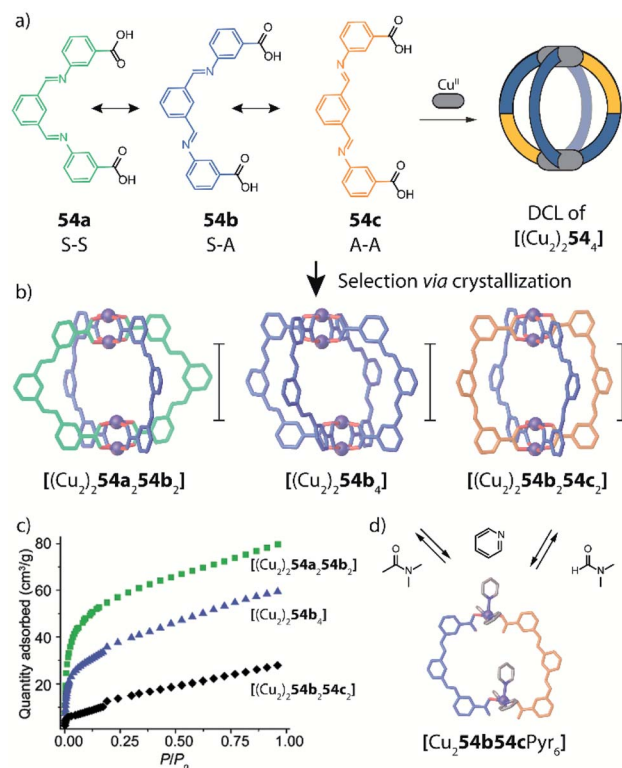 a)
OH
O
N
N
O
OH
O
OH
N
N
O
OH
O
OH
N
N
O
OH
Cu^II
54a
S-S
54b
S-A
54c
A-A
DCL of
[(Cu₂)₂54₄]
Selection via crystallization
b)
[(Cu₂)₂54a₂54b₂]
[(Cu₂)₂54b₄]
[(Cu₂)₂54b₂54c₂]
c)
Quantity adsorbed (cm³/g)
80
60
40
20
0.00 0.25 0.50 0.75 1.00
[(Cu₂)₂54a₂54b₂]
[(Cu₂)₂54b₄]
[(Cu₂)₂54b₂54c₂]
d)
O
N
N
O
H
N
[Cu₂54b54cPyr₆]